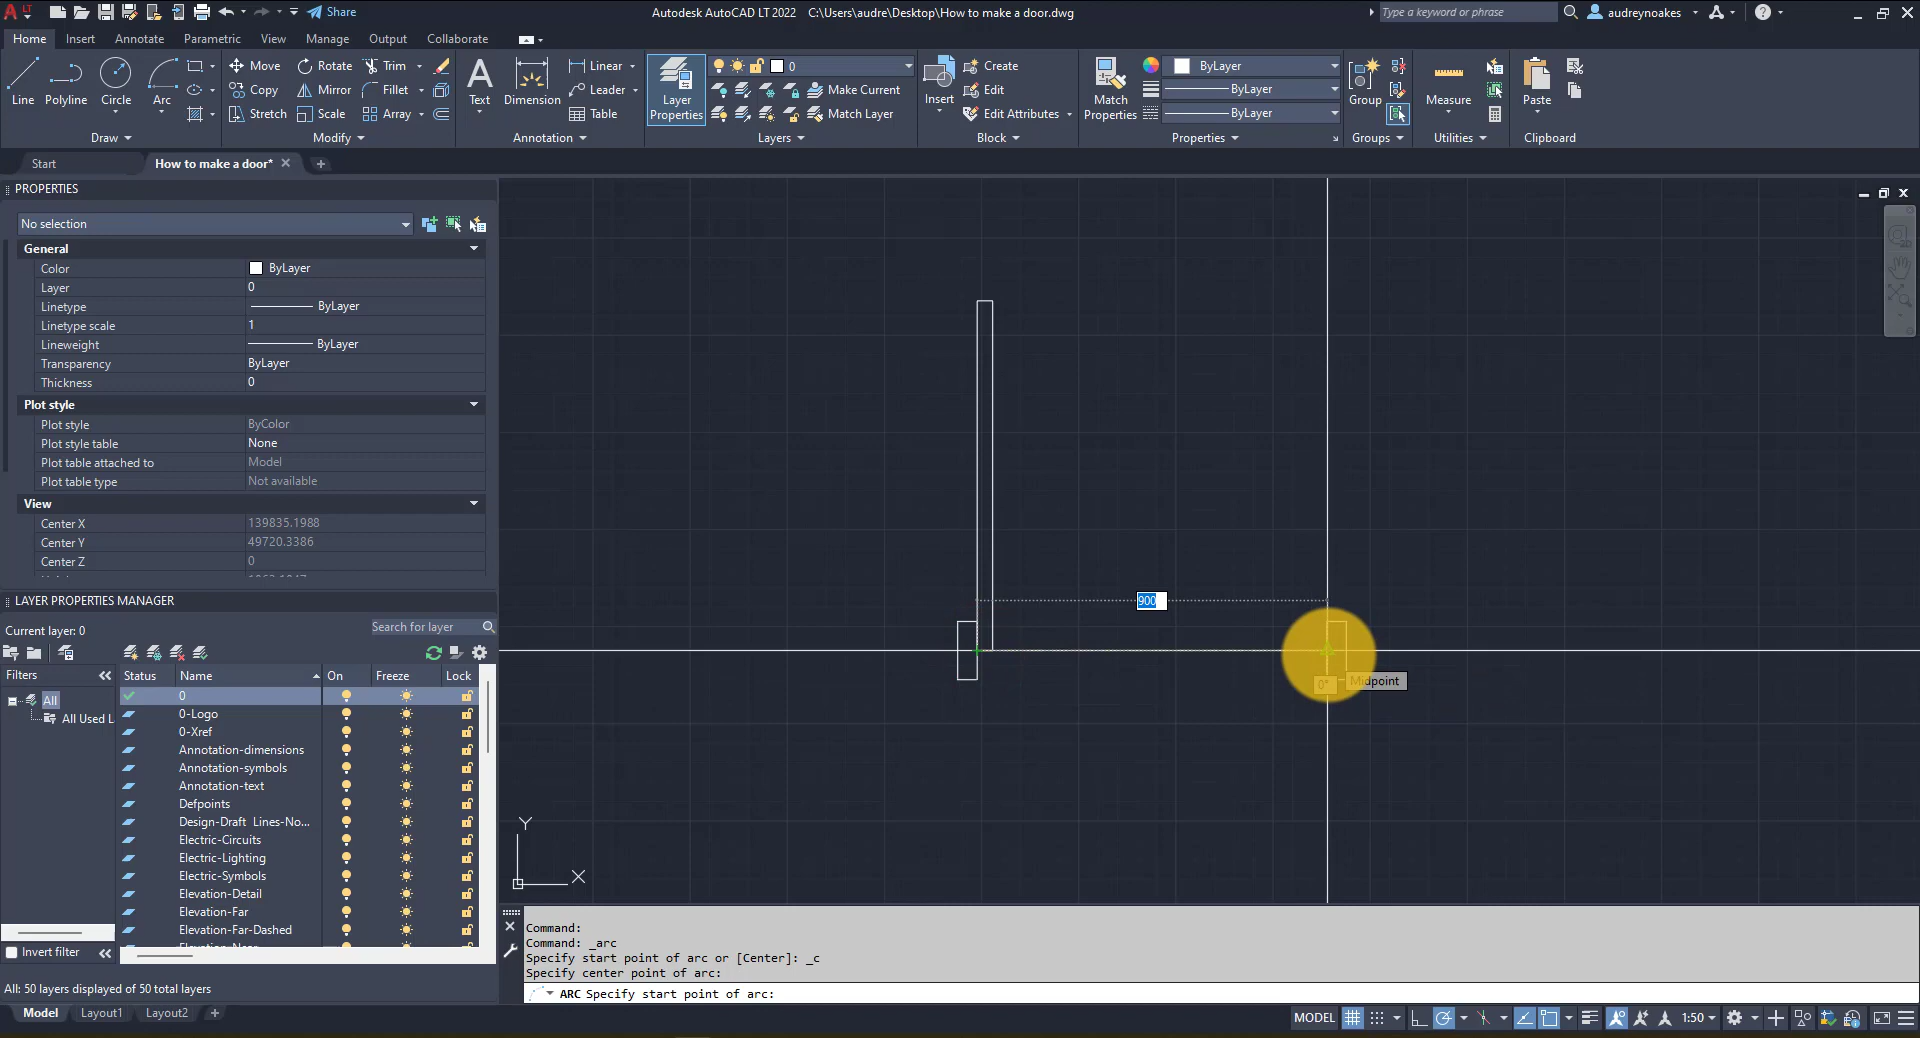 Share
Autodesk AutoCAD LT 2022   C:\Users\audre\Desktop\How to make a door.dwg
Type a keyword or phrase
audreynoakes
Home Insert Annotate Parametric View Manage Output Collaborate
Line Polyline Circle Arc
Move Rotate Trim
Copy Mirror Fillet
Stretch Scale Array
Text Dimension
Linear
Leader
Table
Layer
Properties
0
Make Current
Match Layer
Insert
Create
Edit
Edit Attributes
Match
Properties
ByLayer
ByLayer
ByLayer
Group
Measure
Paste
Draw Modify Annotation Layers Block Properties Groups Utilities Clipboard
Start
How to make a door*
PROPERTIES
No selection
General
Color ByLayer
Layer 0
Linetype ByLayer
Linetype scale 1
Lineweight ByLayer
Transparency ByLayer
Thickness 0
Plot style
Plot style ByColor
Plot style table None
Plot table attached to Model
Plot table type Not available
View
Center X 139835.1988
Center Y 49720.3386
Center Z 0
LAYER PROPERTIES MANAGER
Current layer: 0
Search for layer
Filters
All
All Used L
Status Name On Freeze Lock
0
0-Logo
0-Xref
Annotation-dimensions
Annotation-symbols
Annotation-text
Defpoints
Design-Draft Lines-No...
Electric-Circuits
Electric-Lighting
Electric-Symbols
Elevation-Detail
Elevation-Far
Elevation-Far-Dashed
Invert filter
All: 50 layers displayed of 50 total layers
900
0°
Midpoint
Y
X
Command:
Command: _arc
Specify start point of arc or [Center]: _c
Specify center point of arc:
ARC Specify start point of arc:
Model Layout1 Layout2
MODEL
1:50